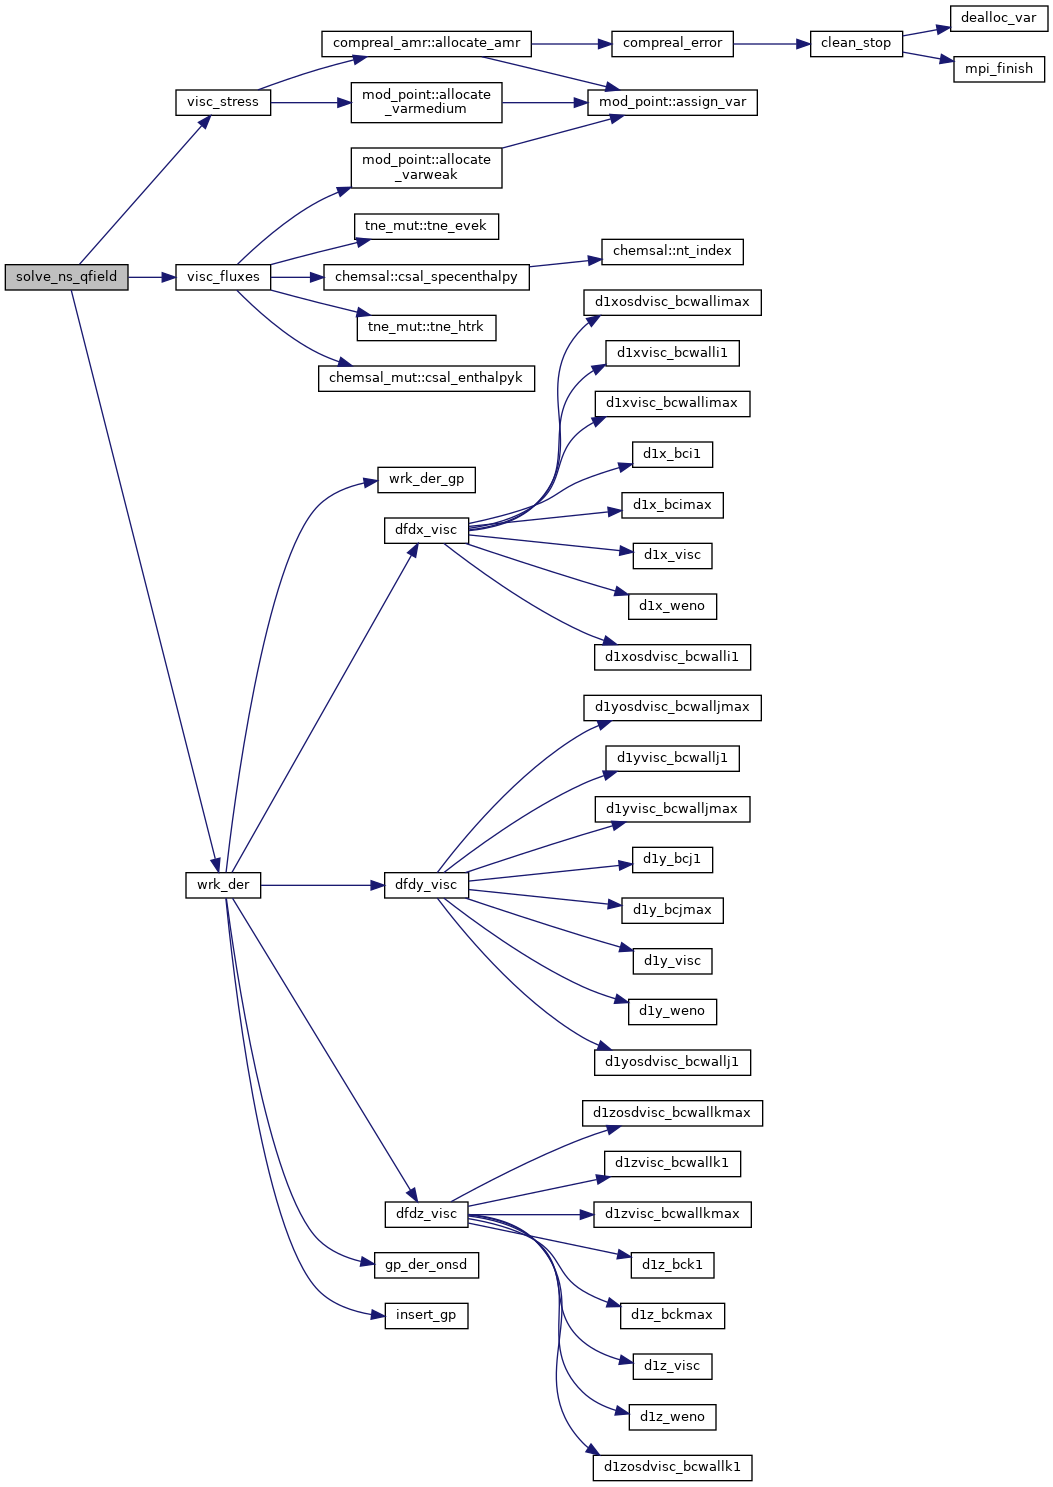 dealloc_var
compreal_amr::allocate_amr
compreal_error
clean_stop
mpi_finish
visc_stress
mod_point::allocate
_varmedium
mod_point::assign_var
mod_point::allocate
_varweak
tne_mut::tne_evek
chemsal::nt_index
solve_ns_qfield
visc_fluxes
chemsal::csal_specenthalpy
d1xosdvisc_bcwallimax
tne_mut::tne_htrk
d1xvisc_bcwalli1
chemsal_mut::csal_enthalpyk
d1xvisc_bcwallimax
d1x_bci1
wrk_der_gp
d1x_bcimax
dfdx_visc
d1x_visc
d1x_weno
d1xosdvisc_bcwalli1
d1yosdvisc_bcwalljmax
d1yvisc_bcwallj1
d1yvisc_bcwalljmax
d1y_bcj1
wrk_der
dfdy_visc
d1y_bcjmax
d1y_visc
d1y_weno
d1yosdvisc_bcwallj1
d1zosdvisc_bcwallkmax
d1zvisc_bcwallk1
dfdz_visc
d1zvisc_bcwallkmax
gp_der_onsd
d1z_bck1
insert_gp
d1z_bckmax
d1z_visc
d1z_weno
d1zosdvisc_bcwallk1